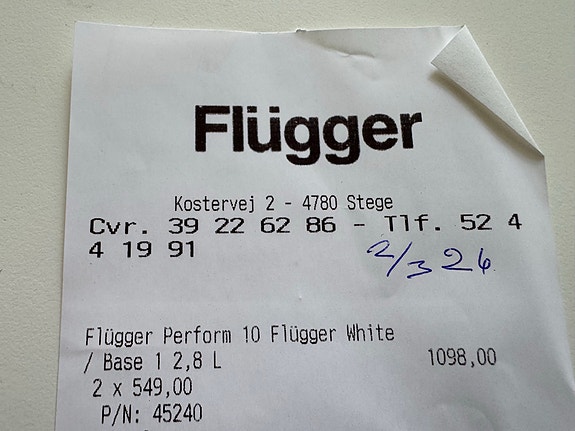 Flügger
Kostervej 2 - 4780 Stege
Cvr. 39 22 62 86 - Tlf. 52 4
4 19 91
2/3 26
Flügger Perform 10 Flügger White
/ Base 1 2,8 L 1098,00
2 x 549,00
P/N: 45240